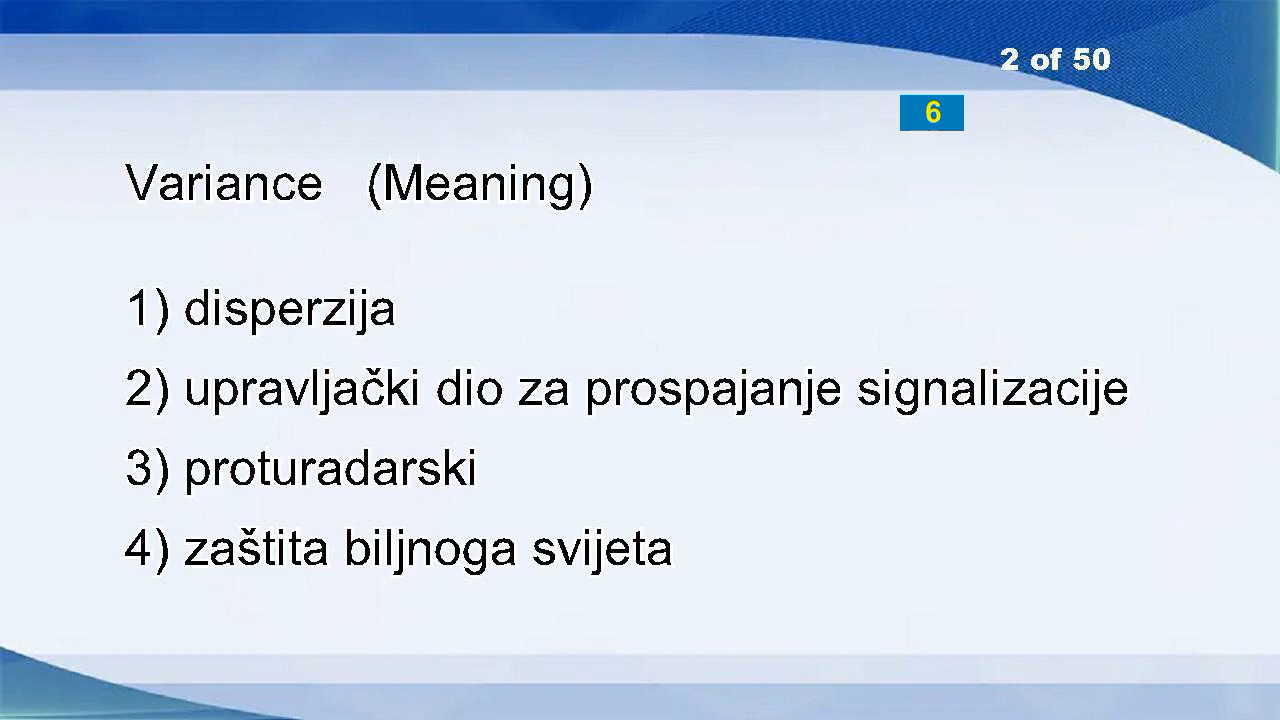 2 of 50
6
Variance (Meaning)
1) disperzija
2) upravljački dio za prospajanje signalizacije
3) proturadarski
4) zaštita biljnoga svijeta